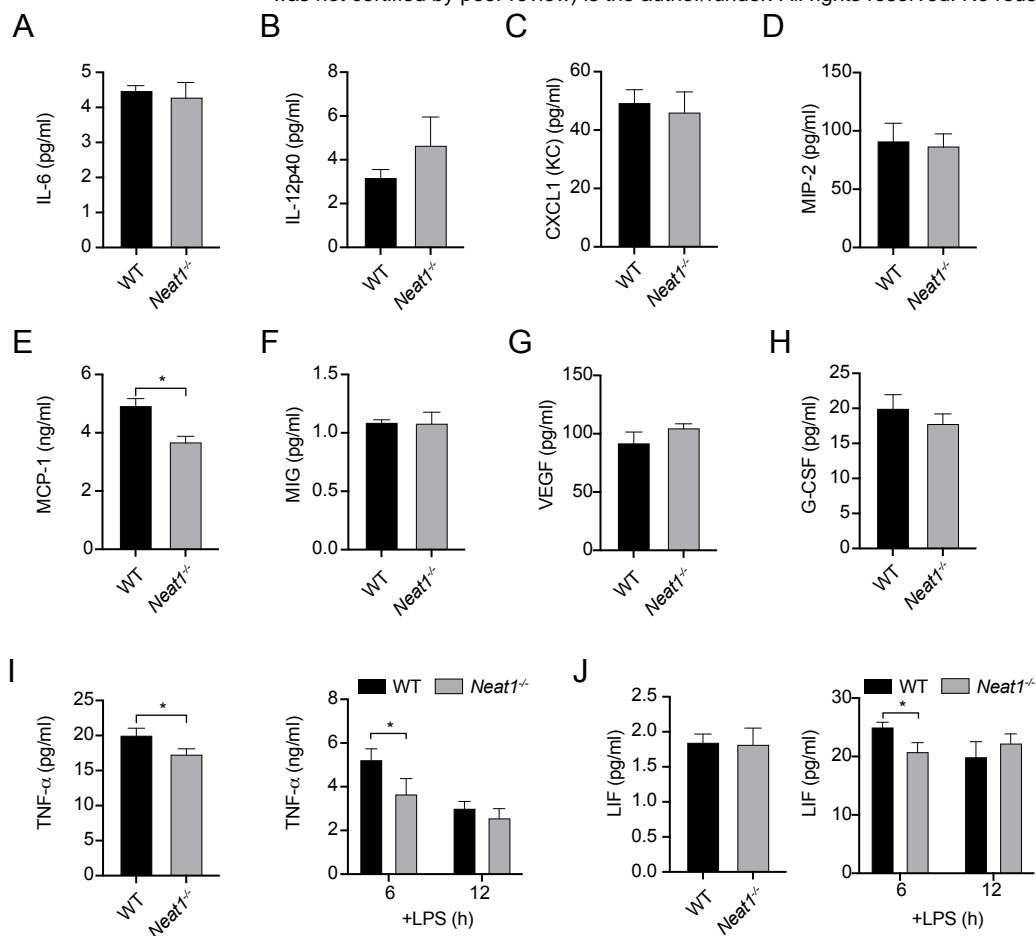 was not certified by peer review) is the author/funder. All rights reserved. No reus
A B C D
IL-6 (pg/ml)
5
4
3
2
1
0
WT Neat1-/-
IL-12p40 (pg/ml)
8
6
4
2
0
WT Neat1-/-
CXCL1 (KC) (pg/ml)
60
40
20
0
WT Neat1-/-
MIP-2 (pg/ml)
150
100
50
0
WT Neat1-/-
E F G H
MCP-1 (ng/ml)
6
4
2
0
*
WT Neat1-/-
MIG (pg/ml)
1.5
1.0
0.5
0.0
WT Neat1-/-
VEGF (pg/ml)
150
100
50
0
WT Neat1-/-
G-CSF (pg/ml)
25
20
15
10
5
0
WT Neat1-/-
I
TNF-α (pg/ml)
25
20
15
10
5
0
*
WT Neat1-/-
WT Neat1-/-
TNF-α (ng/ml)
8
6
4
2
0
*
6 12
+LPS (h)
J
LIF (pg/ml)
2.5
2.0
1.5
1.0
0.5
0.0
WT Neat1-/-
WT Neat1-/-
LIF (pg/ml)
30
20
10
0
*
6 12
+LPS (h)